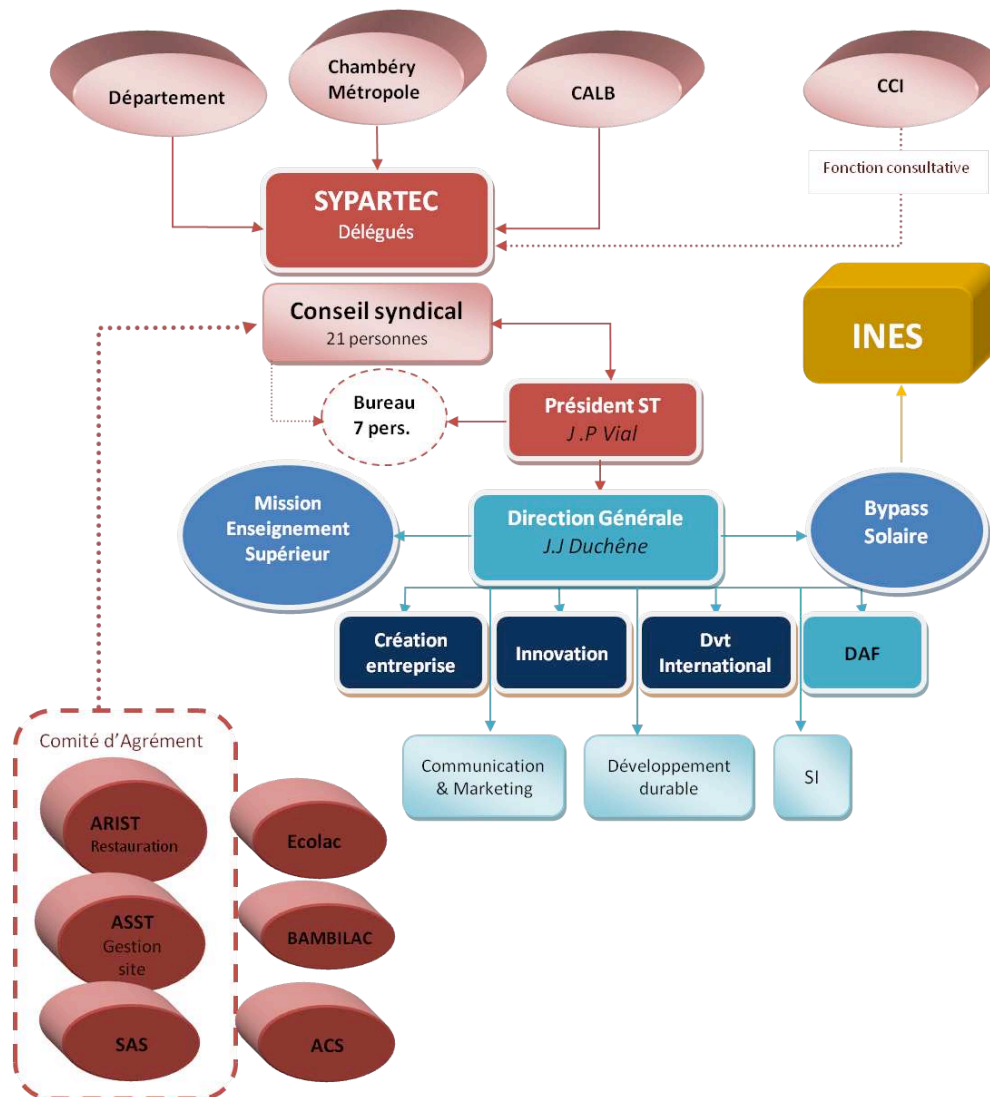 Département
Chambéry
Métropole
CALB
CCI
Fonction consultative
SYPARTEC
Délégués
Conseil syndical
21 personnes
INES
Bureau
7 pers.
Président ST
J .P Vial
Mission
Enseignement
Supérieur
Direction Générale
J.J Duchêne
Bypass
Solaire
Création
entreprise
Innovation
Dvt
International
DAF
Communication
& Marketing
Développement
durable
SI
Comité d'Agrément
ARIST
Restauration
Ecolac
ASST
Gestion
site
BAMBILAC
SAS
ACS